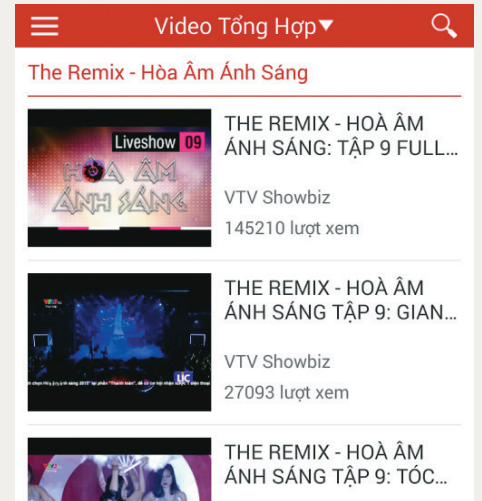 Video Tổng Hợp▼
The Remix - Hòa Âm Ánh Sáng
Liveshow 09
HOÀ ÂM
ÁNH SÁNG
THE REMIX - HOÀ ÂM
ÁNH SÁNG: TẬP 9 FULL...
VTV Showbiz
145210 lượt xem
THE REMIX - HOÀ ÂM
ÁNH SÁNG TẬP 9: GIAN...
VTV Showbiz
27093 lượt xem
THE REMIX - HOÀ ÂM
ÁNH SÁNG TẬP 9: TÓC...